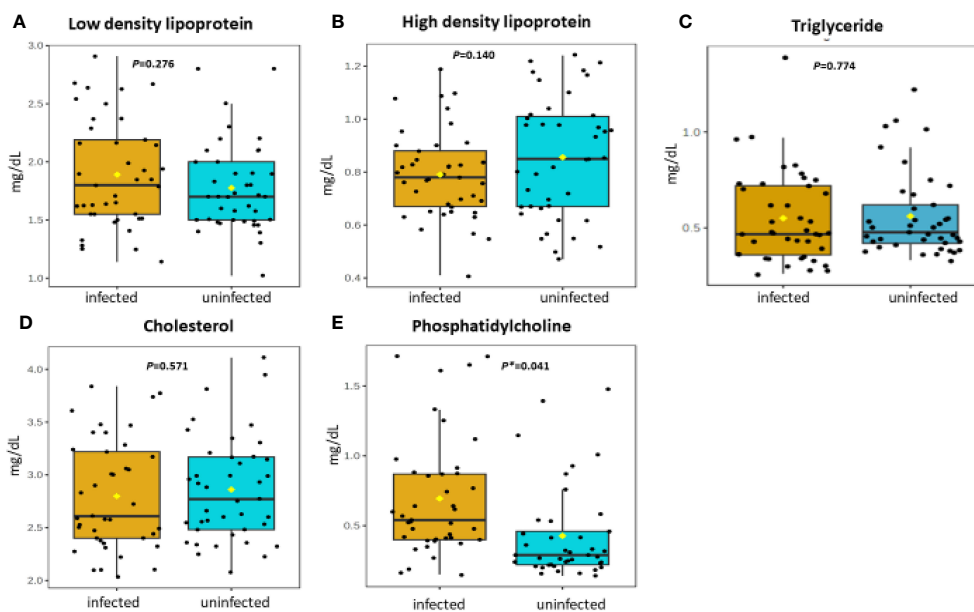 A
Low density lipoprotein
P=0.276
mg/dL
3.0
2.5
2.0
1.5
1.0
infected
uninfected
B
High density lipoprotein
P=0.140
mg/dL
1.2
1.0
0.8
0.6
0.4
infected
uninfected
C
Triglyceride
P=0.774
mg/dL
1.0
0.5
infected
uninfected
D
Cholesterol
P=0.571
mg/dL
4.0
3.5
3.0
2.5
2.0
infected
uninfected
E
Phosphatidylcholine
P*=0.041
mg/dL
1.5
1.0
0.5
infected
uninfected